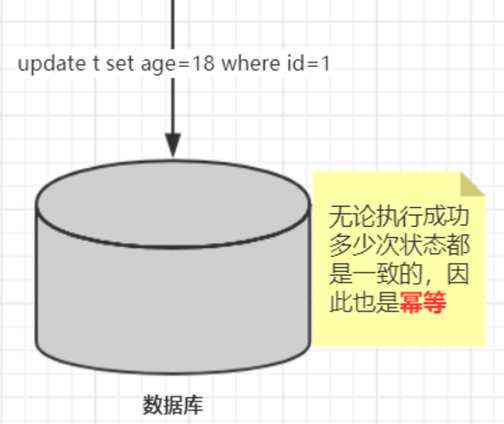 update t set age=18 where id=1
无论执行成功
多少次状态都
是一致的，因
此也是幂等
数据库